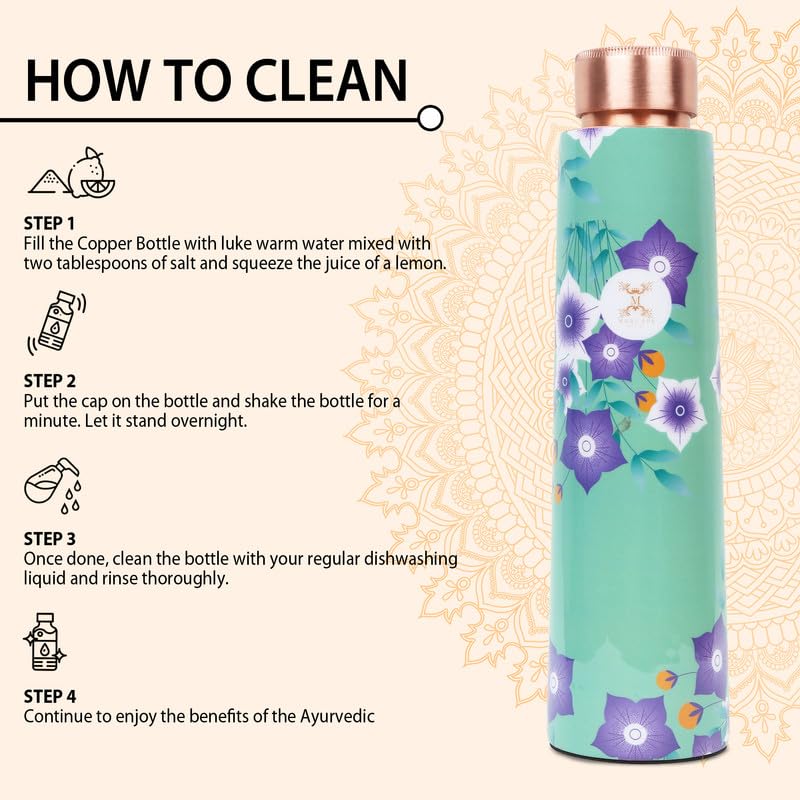 HOW TO CLEAN
STEP 1
Fill the Copper Bottle with luke warm water mixed with
two tablespoons of salt and squeeze the juice of a lemon.
STEP 2
Put the cap on the bottle and shake the bottle for a
minute. Let it stand overnight.
STEP 3
Once done, clean the bottle with your regular dishwashing
liquid and rinse thoroughly.
STEP 4
Continue to enjoy the benefits of the Ayurvedic
M